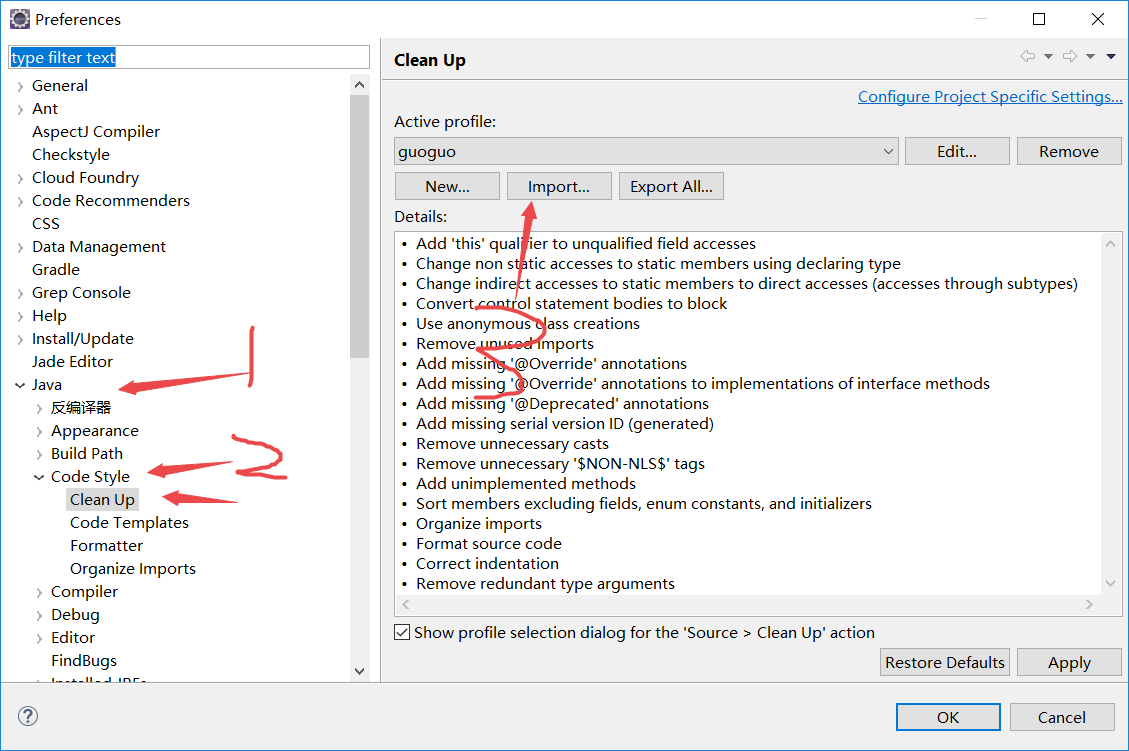 Preferences
type filter text
General
Ant
AspectJ Compiler
Checkstyle
Cloud Foundry
Code Recommenders
CSS
Data Management
Gradle
Grep Console
Help
Install/Update
Jade Editor
Java
反编译器
Appearance
Build Path
Code Style
Clean Up
Code Templates
Formatter
Organize Imports
Compiler
Debug
Editor
FindBugs
Installed JREs
1
2
Clean Up
Configure Project Specific Settings...
Active profile:
guoguo
Edit...
Remove
New...
Import...
Export All...
Details:
• Add 'this' qualifier to unqualified field accesses
• Change non static accesses to static members using declaring type
• Change indirect accesses to static members to direct accesses (accesses through subtypes)
• Convert control statement bodies to block
• Use anonymous class creations
• Remove unused imports
• Add missing '@Override' annotations
• Add missing '@Override' annotations to implementations of interface methods
• Add missing '@Deprecated' annotations
• Add missing serial version ID (generated)
• Remove unnecessary casts
• Remove unnecessary '$NON-NLS$' tags
• Add unimplemented methods
• Sort members excluding fields, enum constants, and initializers
• Organize imports
• Format source code
• Correct indentation
• Remove redundant type arguments
3
Show profile selection dialog for the 'Source > Clean Up' action
Restore Defaults
Apply
?
OK
Cancel